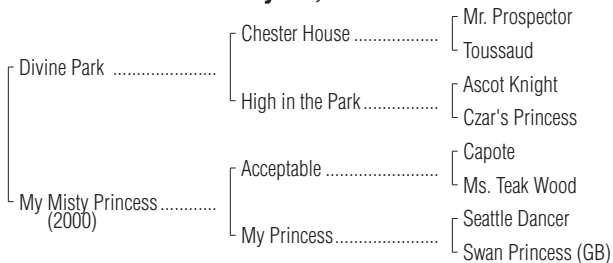 Mr. Prospector
Chester House
Toussaud
Divine Park
Ascot Knight
High in the Park
Czar's Princess
Capote
Acceptable
Ms. Teak Wood
My Misty Princess
(2000)
Seattle Dancer
My Princess
Swan Princess (GB)